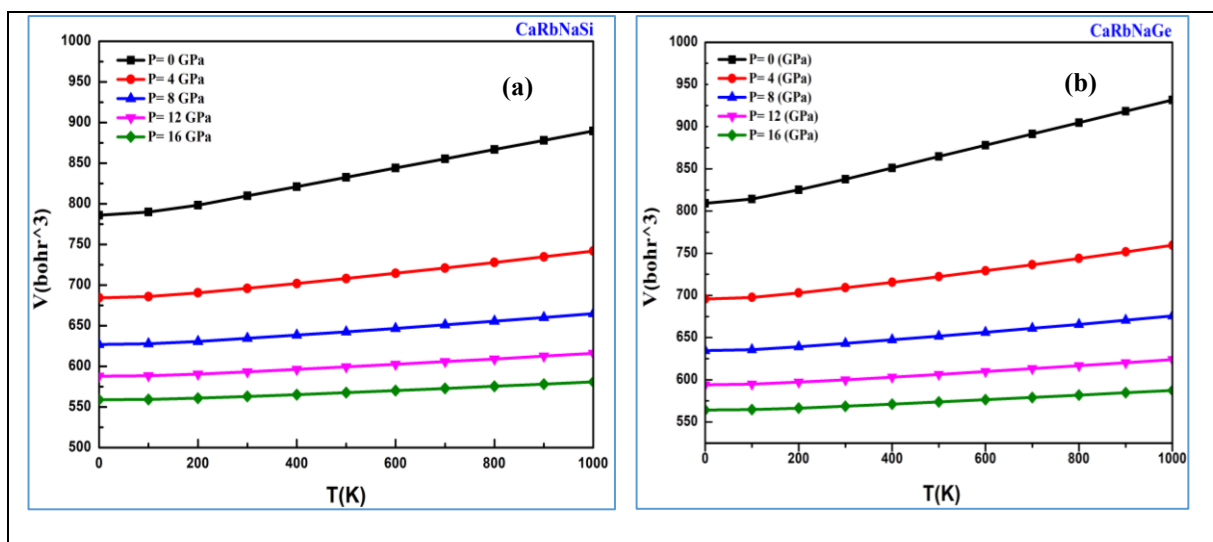 CaRbNaSi
(a)
P= 0 GPa
P= 4 GPa
P= 8 GPa
P= 12 GPa
P= 16 GPa
V(bohr^3)
1000
950
900
850
800
750
700
650
600
550
500
0
200
400
600
800
1000
T(K)
CaRbNaGe
(b)
P= 0 (GPa)
P= 4 (GPa)
P= 8 (GPa)
P= 12 (GPa)
P= 16 (GPa)
V(bohr^3)
1000
950
900
850
800
750
700
650
600
550
0
200
400
600
800
1000
T(K)